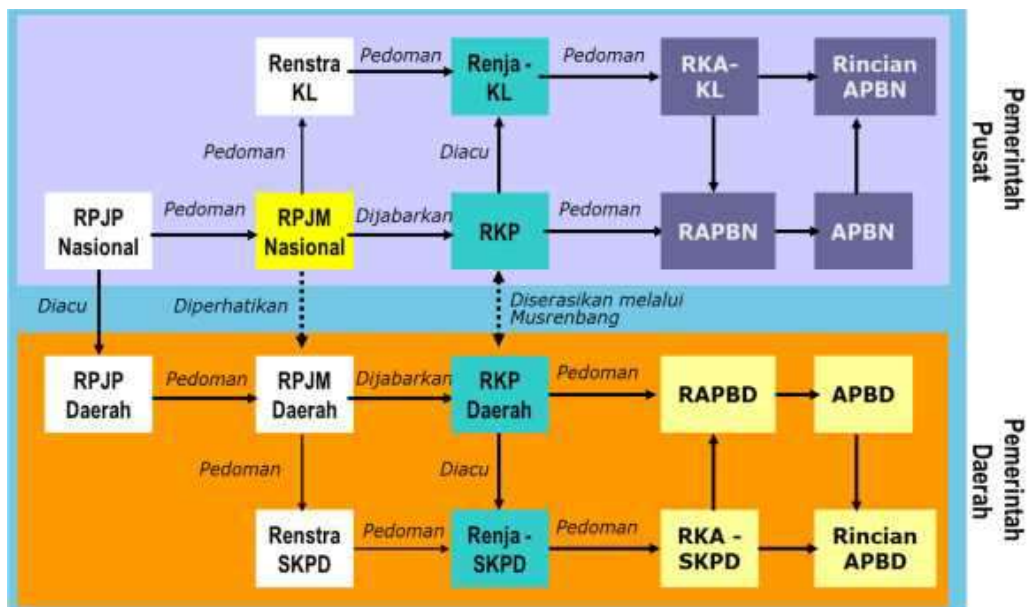 Renstra
KL
Pedoman
Renja -
KL
Pedoman
RKA-
KL
Rincian
APBN
Pedoman
Diacu
RPJP
Nasional
Pedoman
RPJM
Nasional
Dijabarkan
RKP
Pedoman
RAPBN
APBN
Pemerintah
Pusat
Diacu
Diperhatikan
Diserasikan melalui
Musrenbang
RPJP
Daerah
Pedoman
RPJM
Daerah
Dijabarkan
RKP
Daerah
Pedoman
RAPBD
APBD
Pedoman
Diacu
Renstra
SKPD
Pedoman
Renja -
SKPD
Pedoman
RKA -
SKPD
Rincian
APBD
Pemerintah
Daerah